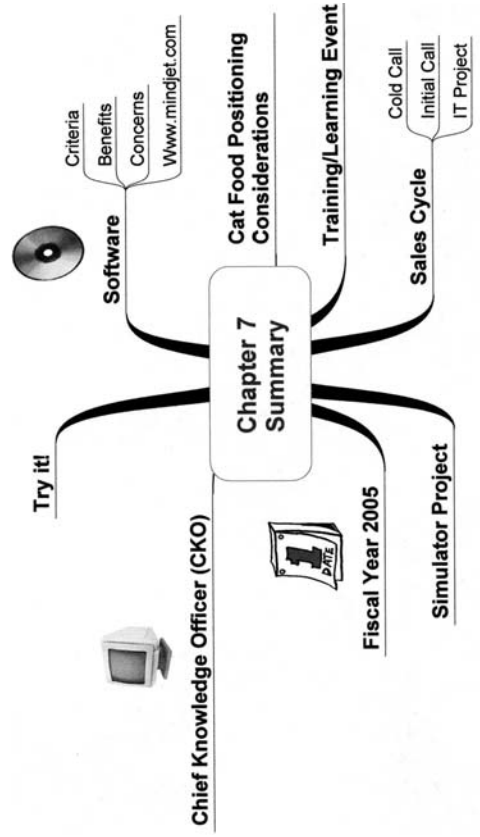 Chapter 7
Summary
Software
Criteria
Benefits
Concerns
Www.mindjet.com
Cat Food Positioning
Considerations
Training/Learning Event
Sales Cycle
Cold Call
Initial Call
IT Project
Simulator Project
Fiscal Year 2005
1
DATE
Chief Knowledge Officer (CKO)
Try it!